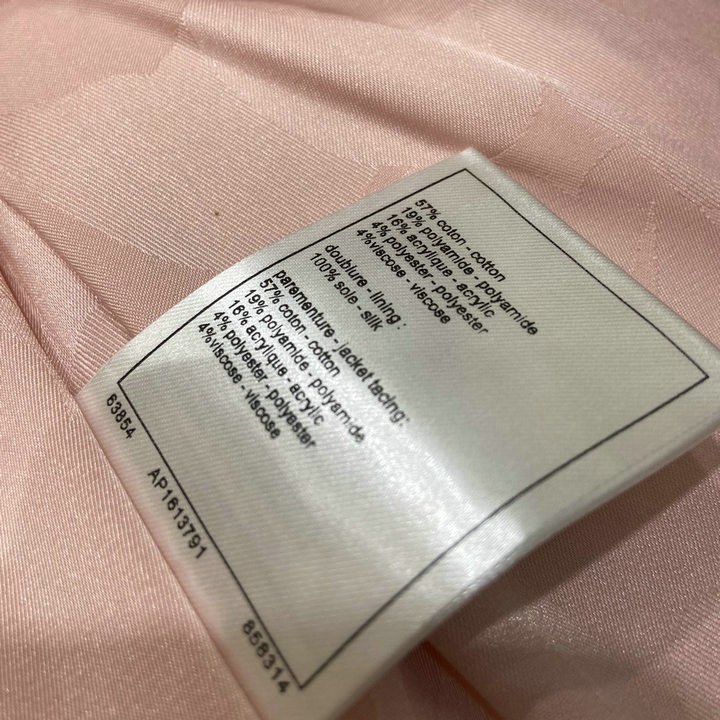 57% coton - cotton
19% polyamide - polyamide
16% acrylique - acrylic
4% polyester - polyester
4%viscose - viscose
doublure - lining :
100% soie - silk
parementure - jacket facing:
57% coton - cotton
19% polyamide - polyamide
16% acrylique - acrylic
4% polyester - polyester
4%viscose - viscose
63854
AP1613791
858314